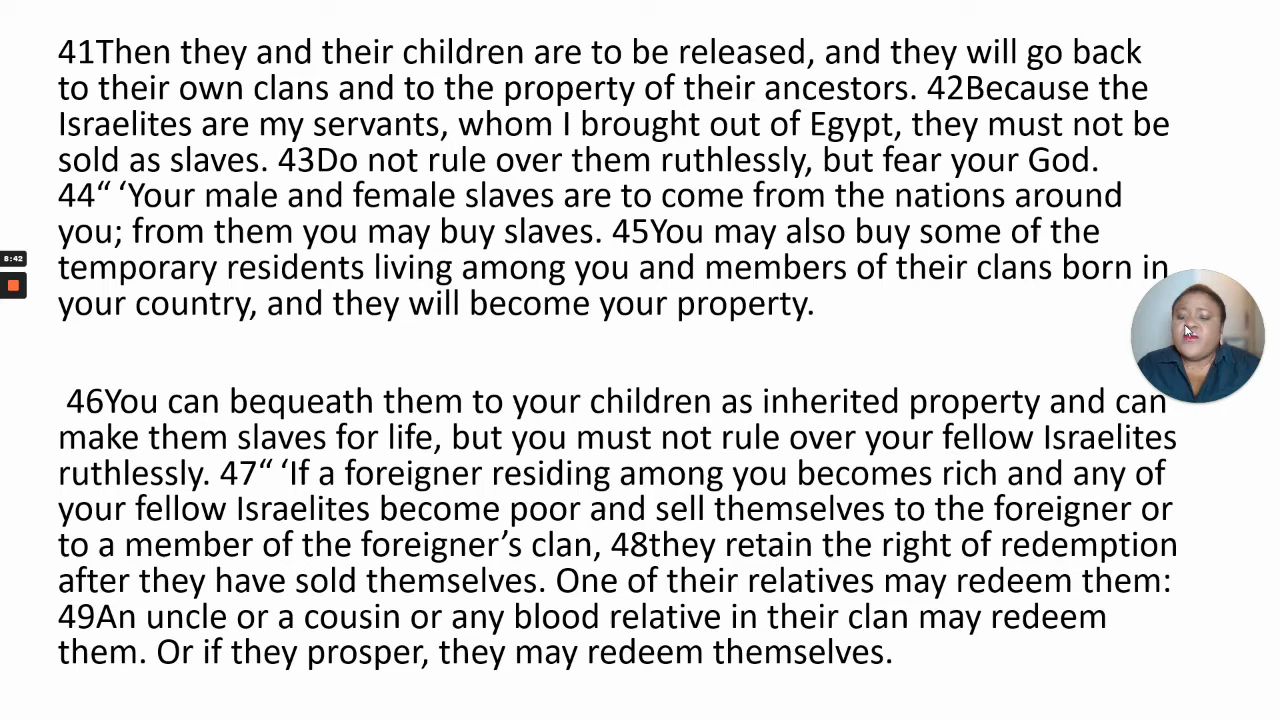 41Then they and their children are to be released, and they will go back
to their own clans and to the property of their ancestors. 42Because the
Israelites are my servants, whom I brought out of Egypt, they must not be
sold as slaves. 43Do not rule over them ruthlessly, but fear your God.
44“ ‘Your male and female slaves are to come from the nations around
you; from them you may buy slaves. 45You may also buy some of the
temporary residents living among you and members of their clans born in
your country, and they will become your property.
8:42
46You can bequeath them to your children as inherited property and can
make them slaves for life, but you must not rule over your fellow Israelites
ruthlessly. 47“ ‘If a foreigner residing among you becomes rich and any of
your fellow Israelites become poor and sell themselves to the foreigner or
to a member of the foreigner’s clan, 48they retain the right of redemption
after they have sold themselves. One of their relatives may redeem them:
49An uncle or a cousin or any blood relative in their clan may redeem
them. Or if they prosper, they may redeem themselves.